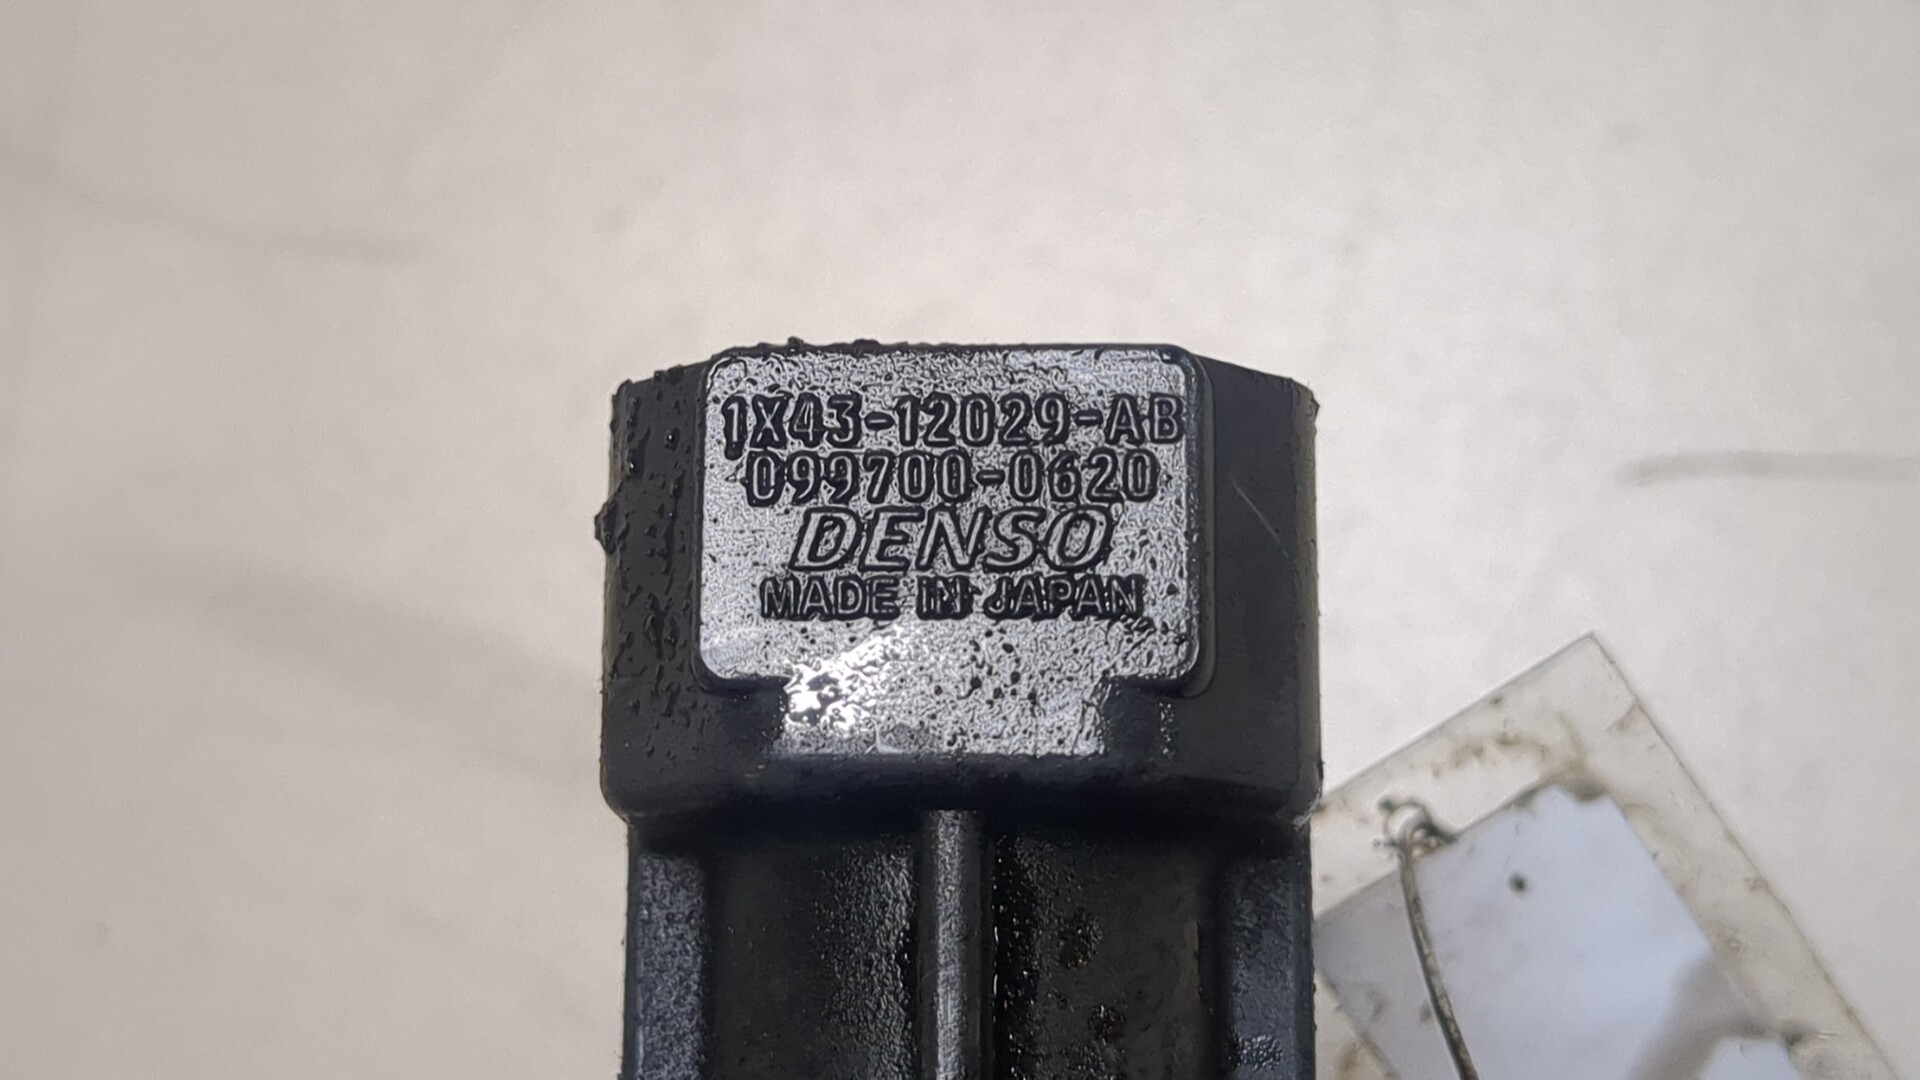 1X43-12029-AB
099700-0620
DENSO
MADE IN JAPAN